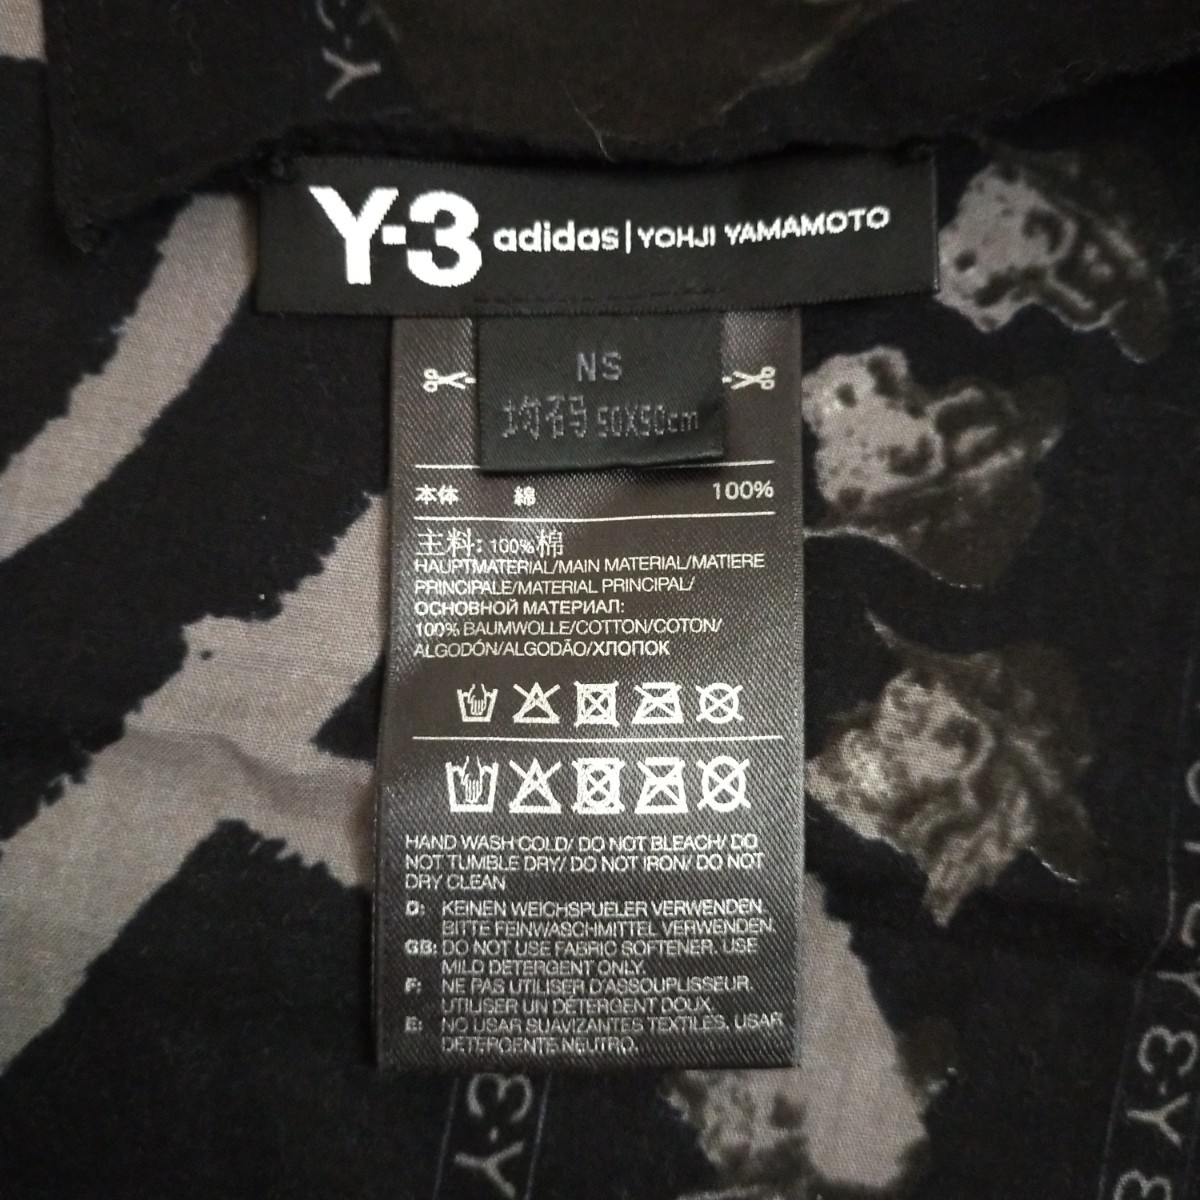 Y-3
Y-3 adidas | YOHJI YAMAMOTO
NS
均码 50X50cm
本体 綿 100%
主料: 100%棉
HAUPTMATERIAL/MAIN MATERIAL/MATIERE
PRINCIPALE/MATERIAL PRINCIPAL/
ОСНОВНОЙ МАТЕРИАЛ:
100% BAUMWOLLE/COTTON/COTON/
ALGODÓN/ALGODÃO/ХЛОПОК
HAND WASH COLD/ DO NOT BLEACH/ DO
NOT TUMBLE DRY/ DO NOT IRON/ DO NOT
DRY CLEAN
D: KEINEN WEICHSPUELER VERWENDEN.
BITTE FEINWASCHMITTEL VERWENDEN.
GB: DO NOT USE FABRIC SOFTENER. USE
MILD DETERGENT ONLY.
F: NE PAS UTILISER D'ASSOUPLISSEUR.
UTILISER UN DÉTERGENT DOUX.
E: NO USAR SUAVIZANTES TEXTILES. USAR
DETERGENTE NEUTRO.
Y-3
Y-3